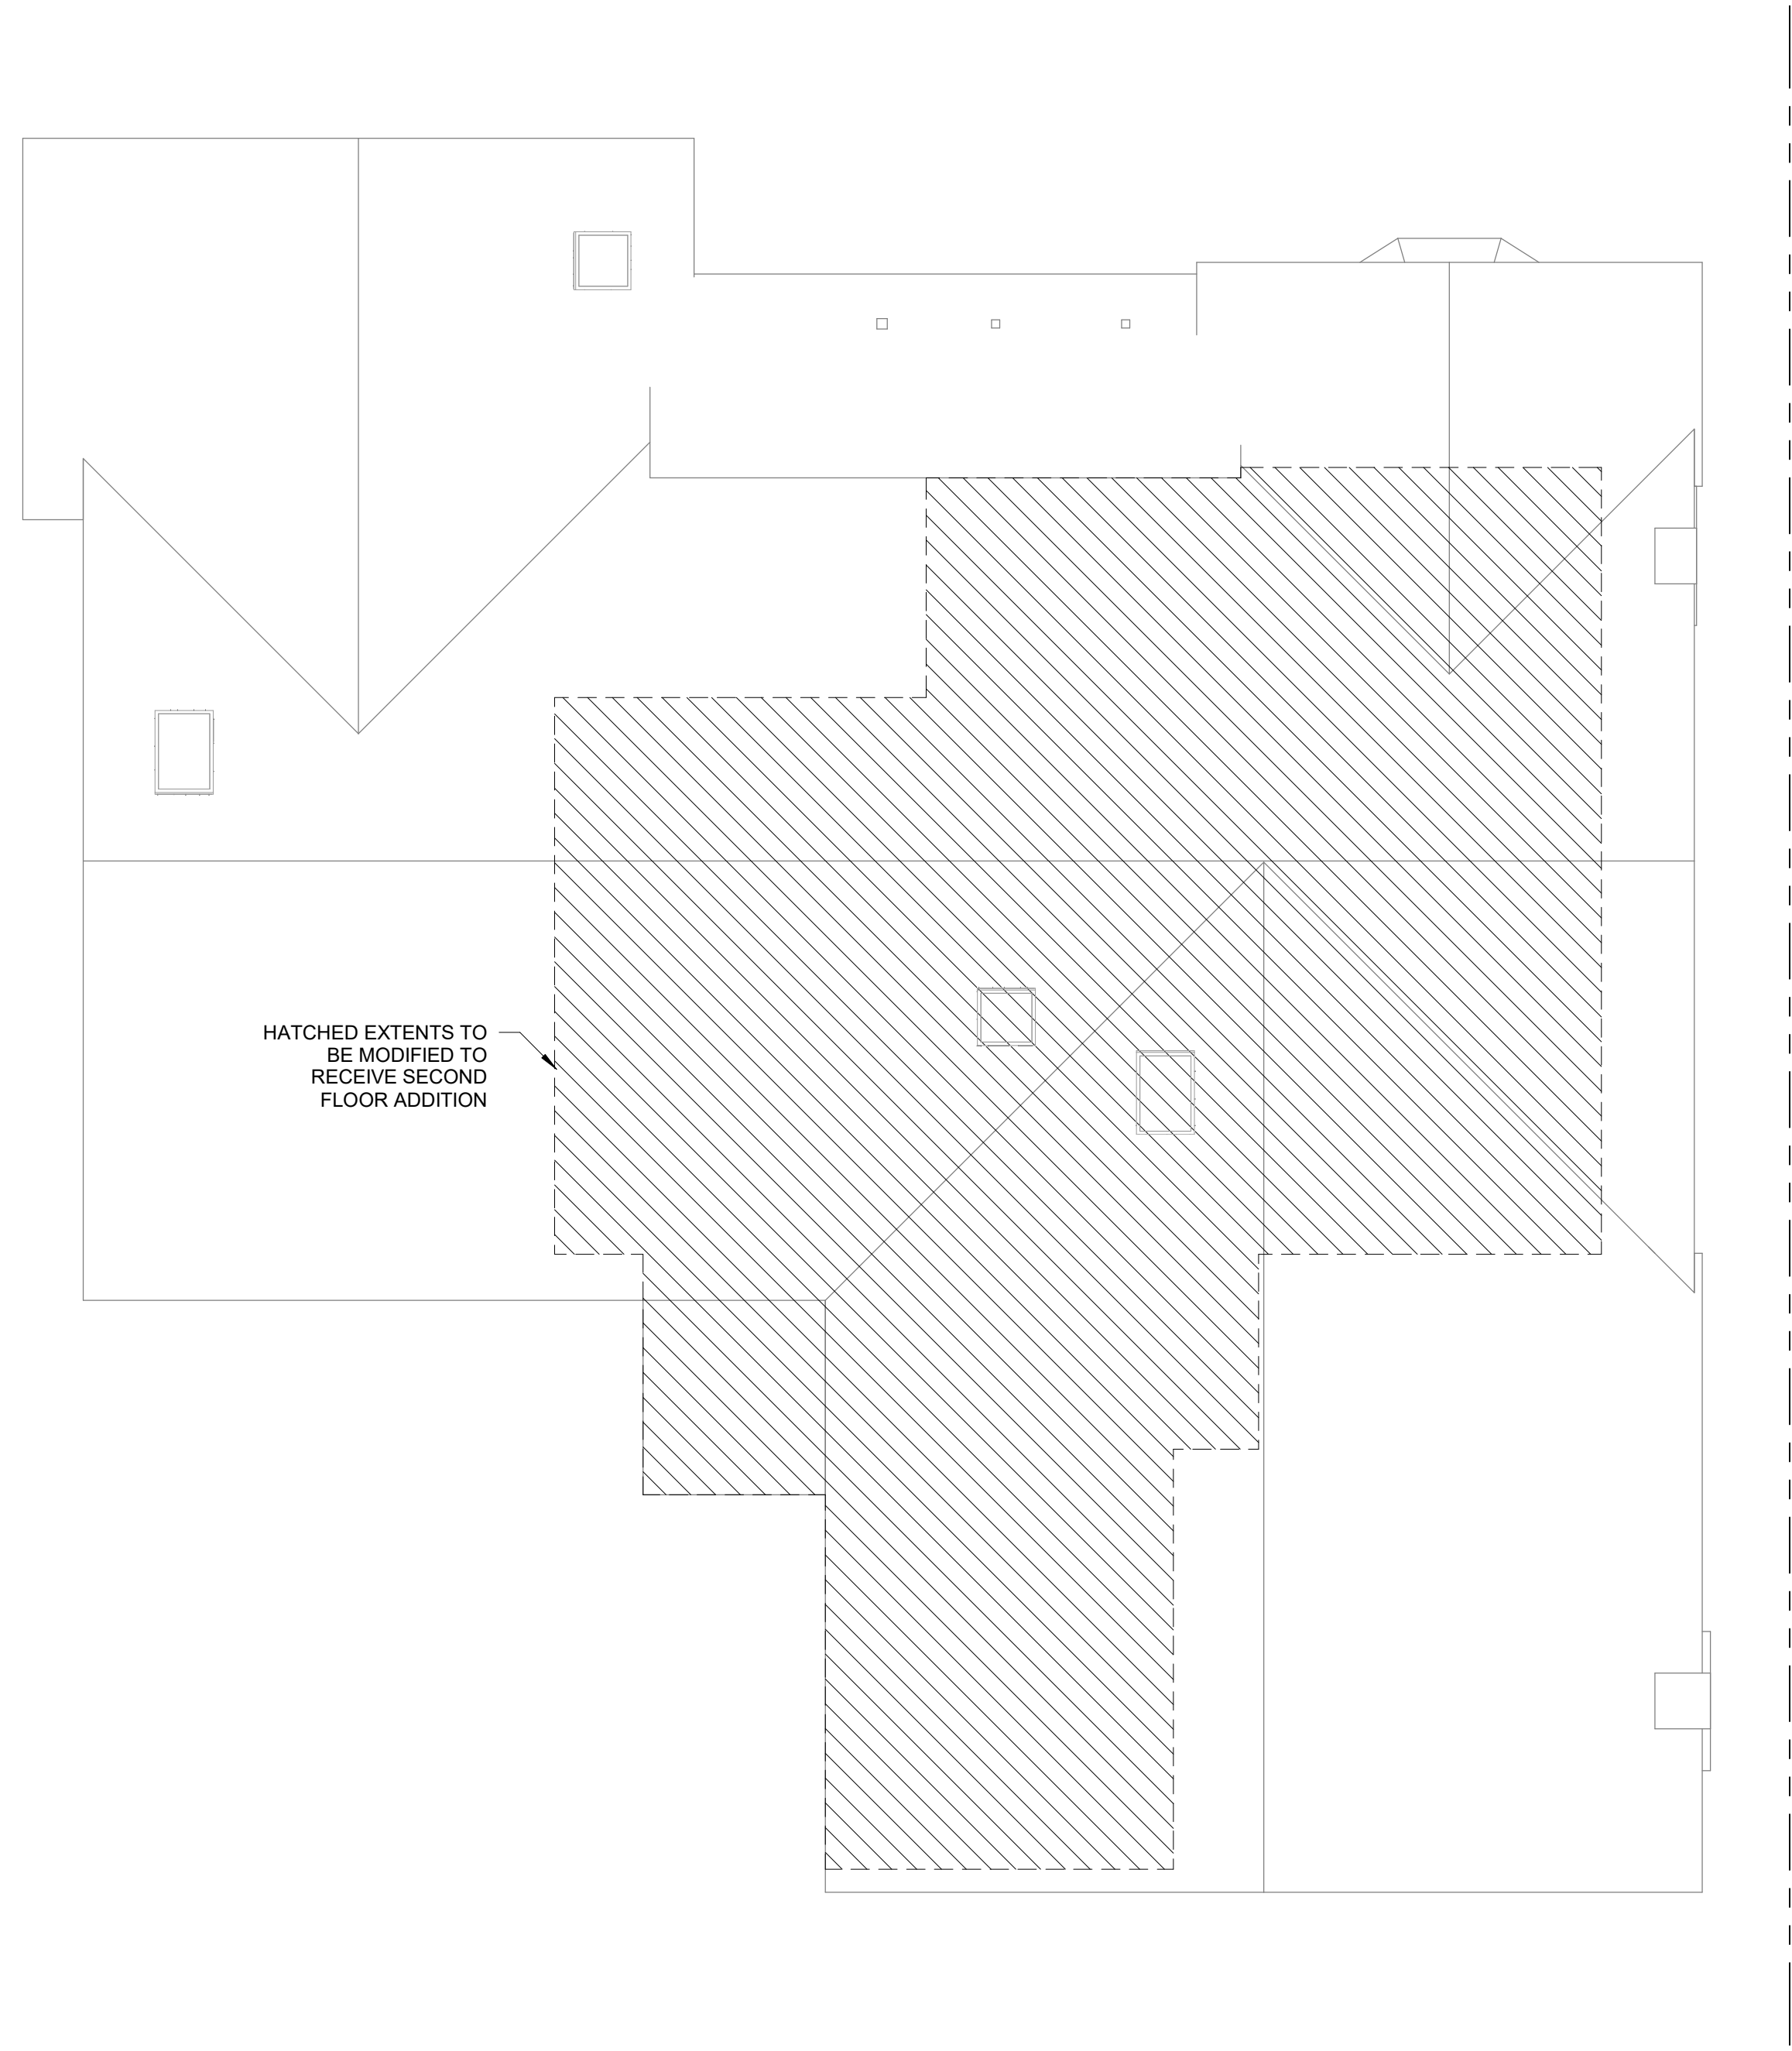 HATCHED EXTENTS TO
BE MODIFIED TO
RECEIVE SECOND
FLOOR ADDITION